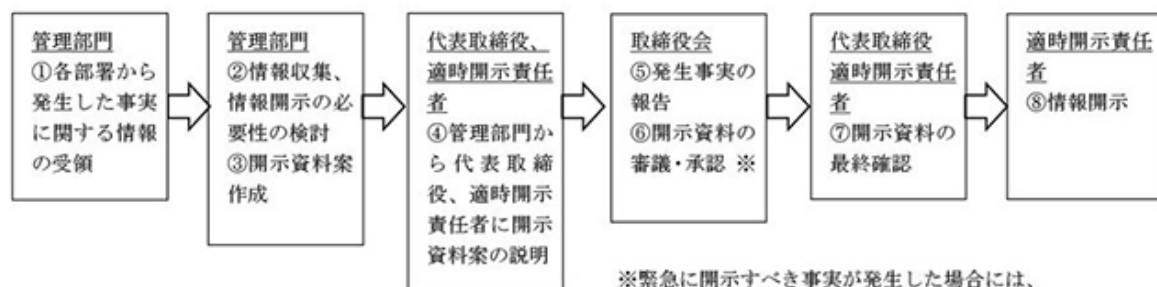 管理部門
①各部署から
発生した事実
に関する情報
の受領
管理部門
②情報収集、
情報開示の必
要性の検討
③開示資料案
作成
代表取締役、
適時開示責任
者
④管理部門か
ら代表取締
役、適時開示
責任者に開示
資料案の説明
取締役会
⑤発生事実の
報告
⑥開示資料の
審議・承認 ※
代表取締役
適時開示責任
者
⑦開示資料の
最終確認
適時開示責任
者
⑧情報開示
※緊急に開示すべき事実が発生した場合には、